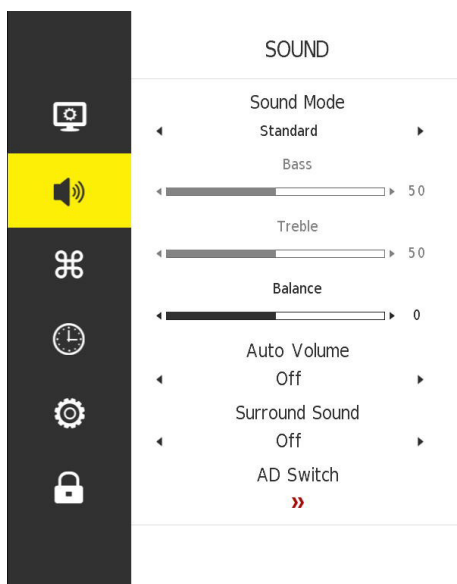 SOUND
Sound Mode
Standard
Bass
50
Treble
50
Balance
0
Auto Volume
Off
Surround Sound
Off
AD Switch